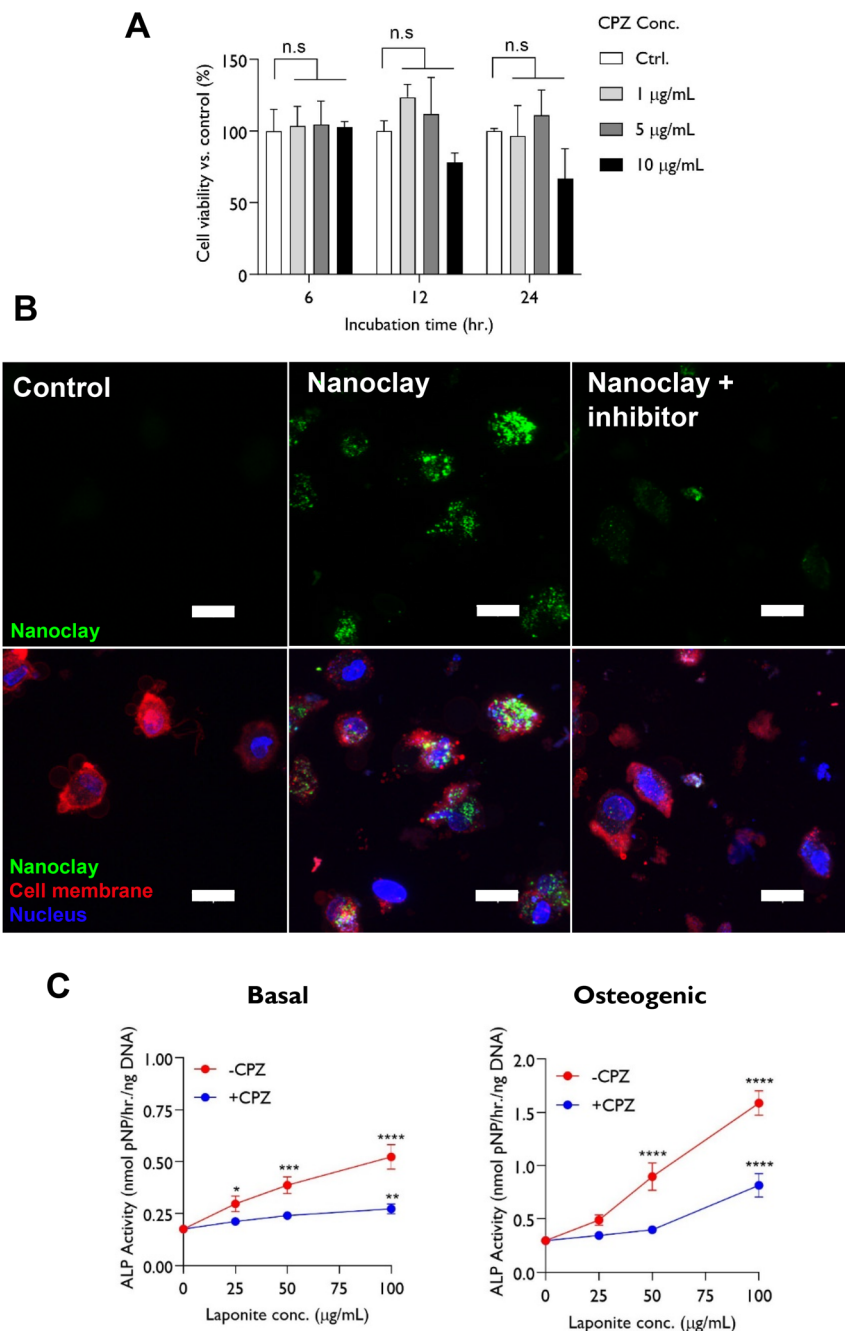 A
CPZ Conc.
Ctrl.
1 µg/mL
5 µg/mL
10 µg/mL
n.s
n.s
n.s
Cell viability vs. control (%)
150
100
50
0
6
12
24
Incubation time (hr.)
B
Control
Nanoclay
Nanoclay +
inhibitor
Nanoclay
Nanoclay
Cell membrane
Nucleus
C
Basal
ALP Activity (nmol pNP/hr./ng DNA)
1.00
0.75
0.50
0.25
0.00
-CPZ
+CPZ
*
***
****
**
0
25
50
100
Laponite conc. (µg/mL)
Osteogenic
ALP Activity (nmol pNP/hr./ng DNA)
2.0
1.5
1.0
0.5
0.0
-CPZ
+CPZ
****
****
****
0
25
50
100
Laponite conc. (µg/mL)